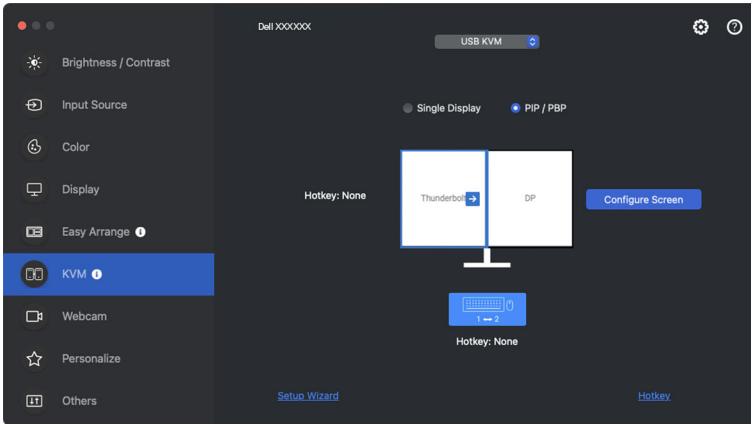 Dell XXXXXX
USB KVM
Brightness / Contrast
Input Source
Color
Display
Easy Arrange
KVM
Webcam
Personalize
Others
Single Display
PIP / PBP
Hotkey: None
Thunderbolt
DP
Configure Screen
1 ↔ 2
Hotkey: None
Setup Wizard
Hotkey